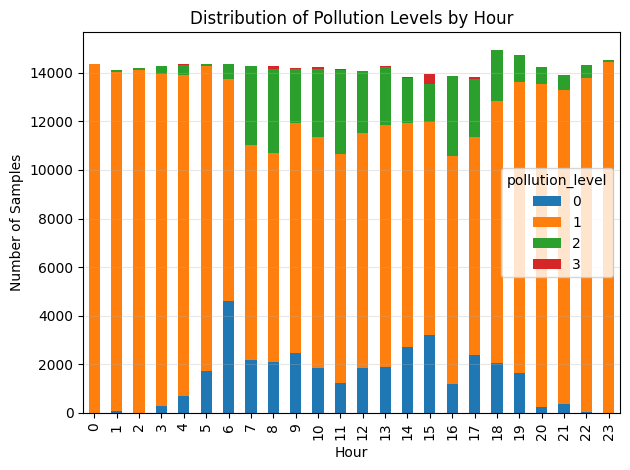 Distribution of Pollution Levels by Hour
Number of Samples
14000
12000
10000
8000
6000
4000
2000
0
pollution_level
0
1
2
3
0 1 2 3 4 5 6 7 8 9 10 11 12 13 14 15 16 17 18 19 20 21 22 23
Hour